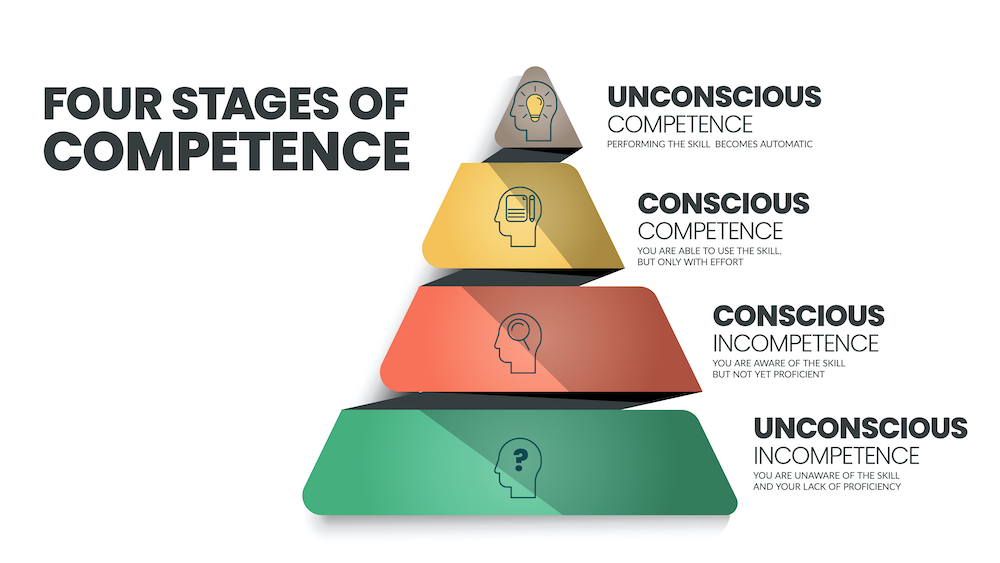 FOUR STAGES OF
COMPETENCE
UNCONSCIOUS
COMPETENCE
PERFORMING THE SKILL BECOMES AUTOMATIC
CONSCIOUS
COMPETENCE
YOU ARE ABLE TO USE THE SKILL,
BUT ONLY WITH EFFORT
CONSCIOUS
INCOMPETENCE
YOU ARE AWARE OF THE SKILL
BUT NOT YET PROFICIENT
?
UNCONSCIOUS
INCOMPETENCE
YOU ARE UNAWARE OF THE SKILL
AND YOUR LACK OF PROFICIENCY